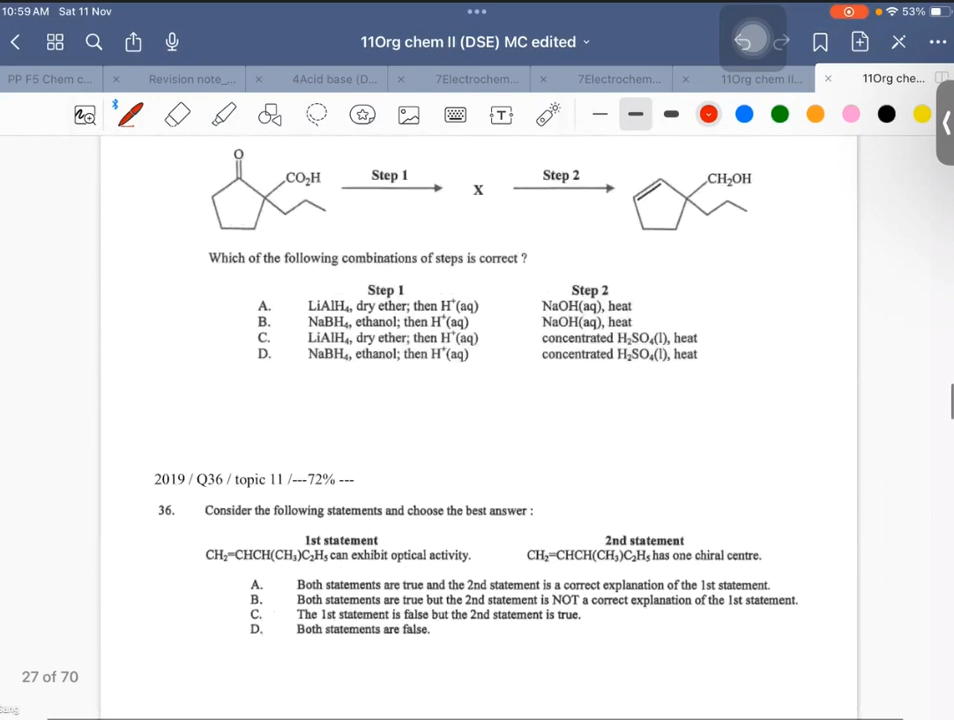 10:59 AM Sat 11 Nov
53%
11Org chem II (DSE) MC edited
PP F5 Chem c... × Revision note_... × 4Acid base (D... × 7Electrochem... × 7Electrochem... × 11Org chem II... × 11Org che...
T
O
CO₂H
Step 1
X
Step 2
CH₂OH
Which of the following combinations of steps is correct ?
Step 1 Step 2
A. LiAlH₄, dry ether; then H⁺(aq) NaOH(aq), heat
B. NaBH₄, ethanol; then H⁺(aq) NaOH(aq), heat
C. LiAlH₄, dry ether; then H⁺(aq) concentrated H₂SO₄(l), heat
D. NaBH₄, ethanol; then H⁺(aq) concentrated H₂SO₄(l), heat
2019 / Q36 / topic 11 /---72% ---
36. Consider the following statements and choose the best answer :
1st statement 2nd statement
CH₂=CHCH(CH₃)C₂H₅ can exhibit optical activity. CH₂=CHCH(CH₃)C₂H₅ has one chiral centre.
A. Both statements are true and the 2nd statement is a correct explanation of the 1st statement.
B. Both statements are true but the 2nd statement is NOT a correct explanation of the 1st statement.
C. The 1st statement is false but the 2nd statement is true.
D. Both statements are false.
27 of 70